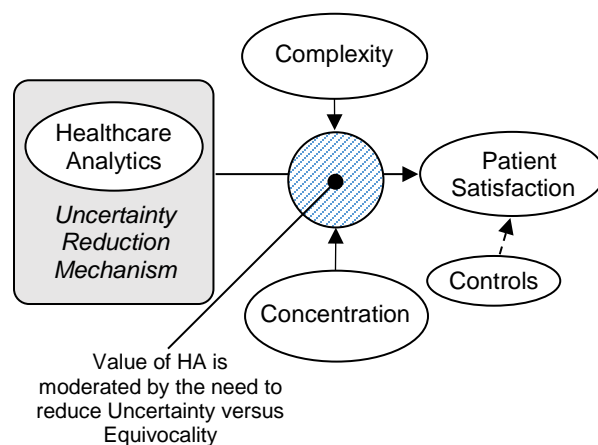 Complexity
Healthcare
Analytics
Uncertainty
Reduction
Mechanism
Patient
Satisfaction
Controls
Concentration
Value of HA is
moderated by the need to
reduce Uncertainty versus
Equivocality